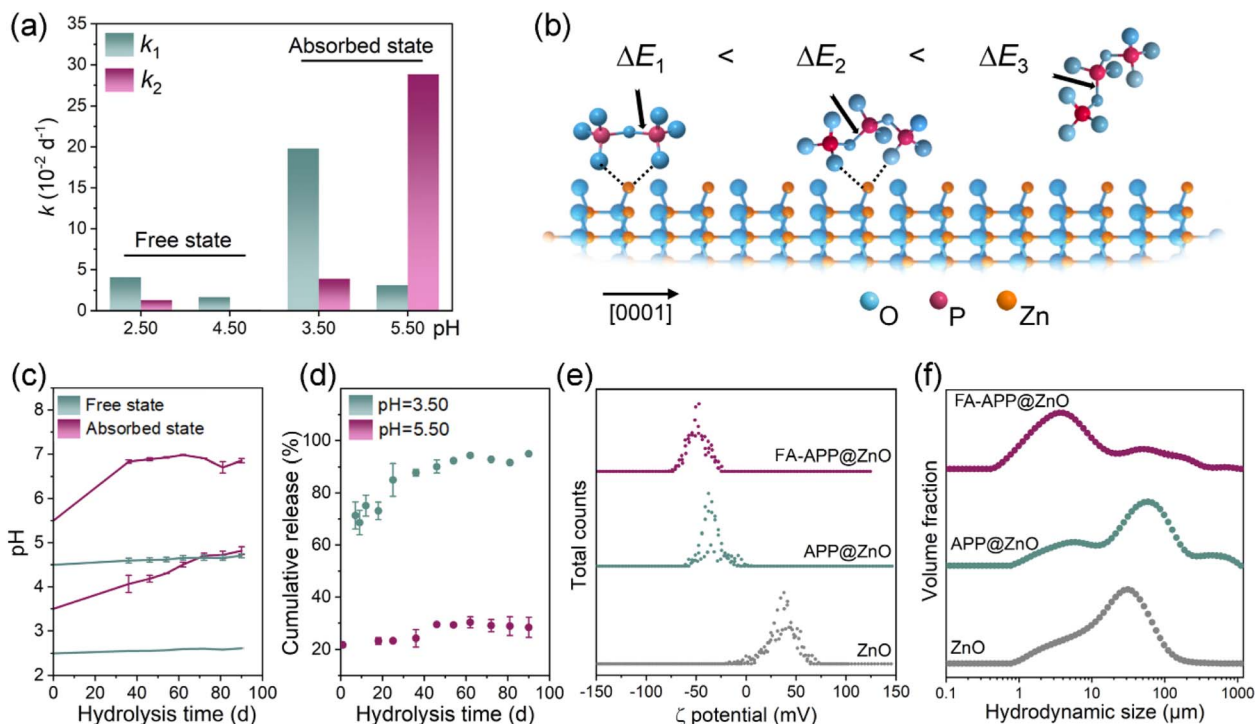 (a)
k₁
k₂
Absorbed state
Free state
k (10⁻² d⁻¹)
35
30
25
20
15
10
5
0
2.50 4.50 3.50 5.50 pH
(b)
ΔE₁ < ΔE₂ < ΔE₃
[0001]
O P Zn
(c)
Free state
Absorbed state
pH
8
7
6
5
4
3
2
0 20 40 60 80 100
Hydrolysis time (d)
(d)
pH=3.50
pH=5.50
Cumulative release (%)
100
80
60
40
20
0 20 40 60 80 100
Hydrolysis time (d)
(e)
Total counts
FA-APP@ZnO
APP@ZnO
ZnO
-150 -100 -50 0 50 100 150
ζ potential (mV)
(f)
Volume fraction
FA-APP@ZnO
APP@ZnO
ZnO
0.1 1 10 100 1000
Hydrodynamic size (μm)